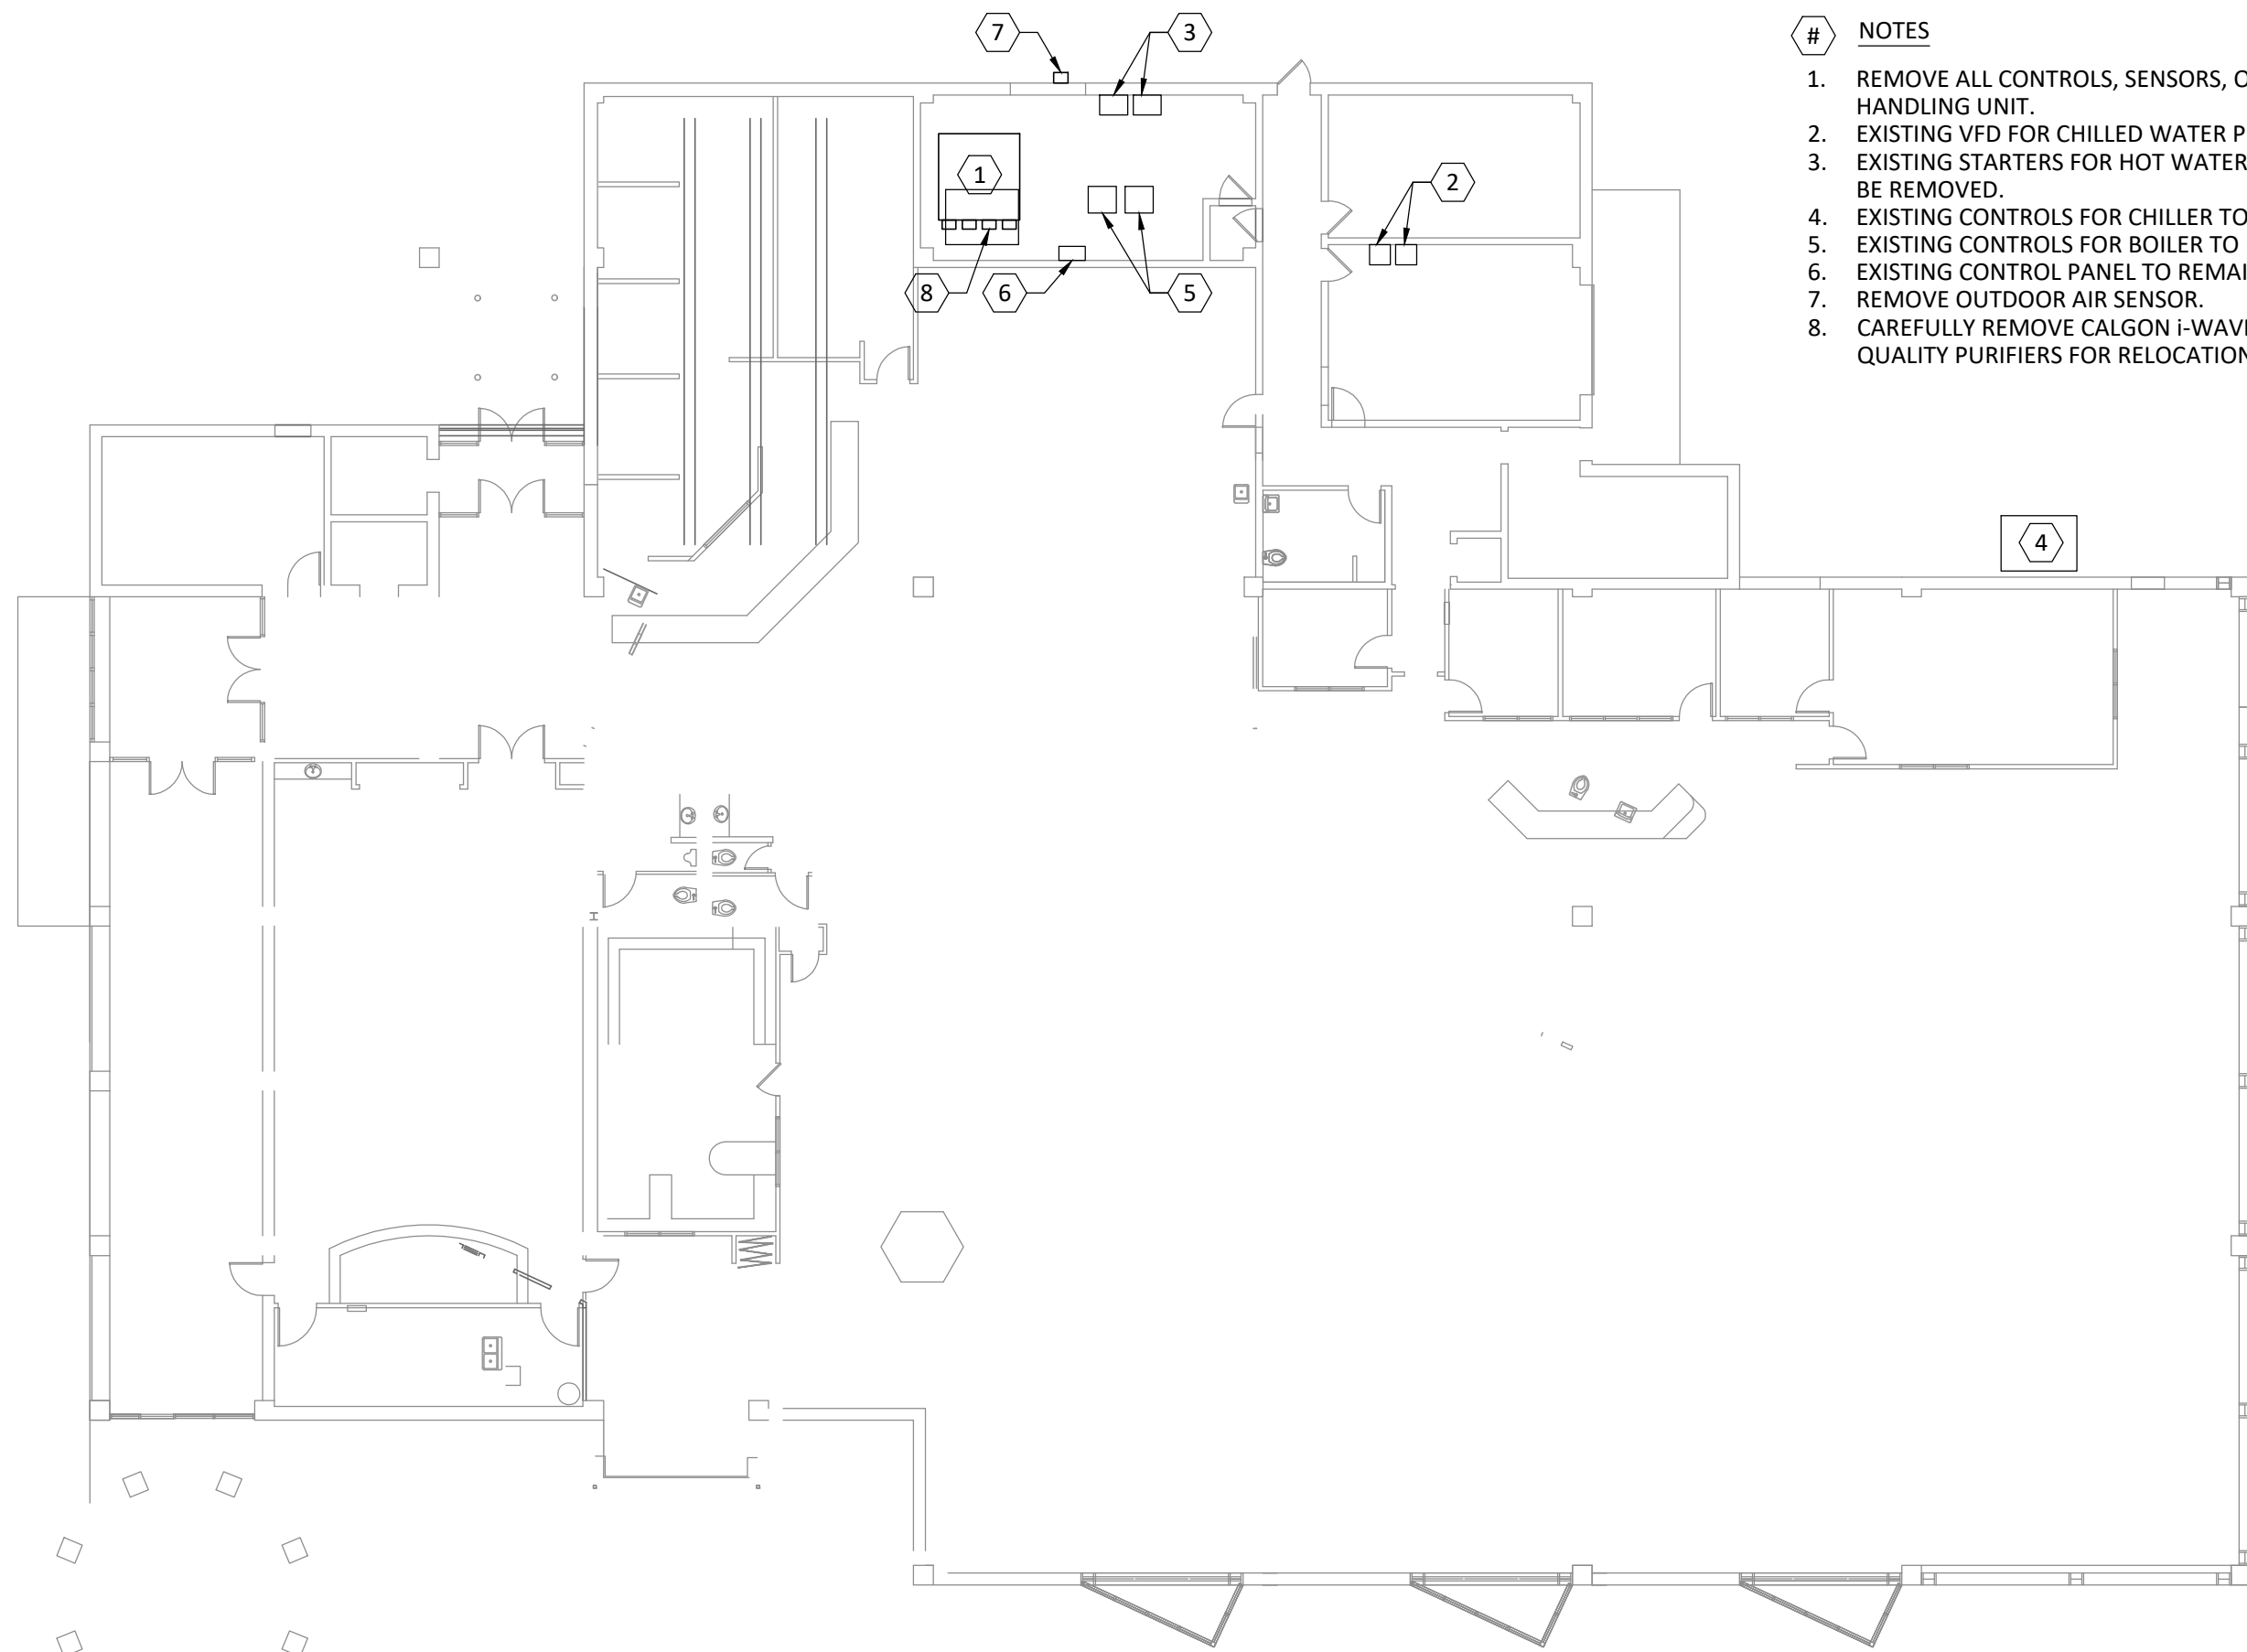 7
3
# NOTES
1. REMOVE ALL CONTROLS, SENSORS,
HANDLING UNIT.
2. EXISTING VFD FOR CHILLED WATER
3. EXISTING STARTERS FOR HOT WATER
BE REMOVED.
4. EXISTING CONTROLS FOR CHILLER TO
5. EXISTING CONTROLS FOR BOILER TO
6. EXISTING CONTROL PANEL TO
7. REMOVE OUTDOOR AIR SENSOR.
8. CAREFULLY REMOVE CALGON
QUALITY PURIFIERS FOR RELOCATION
1
2
8
6
5
4